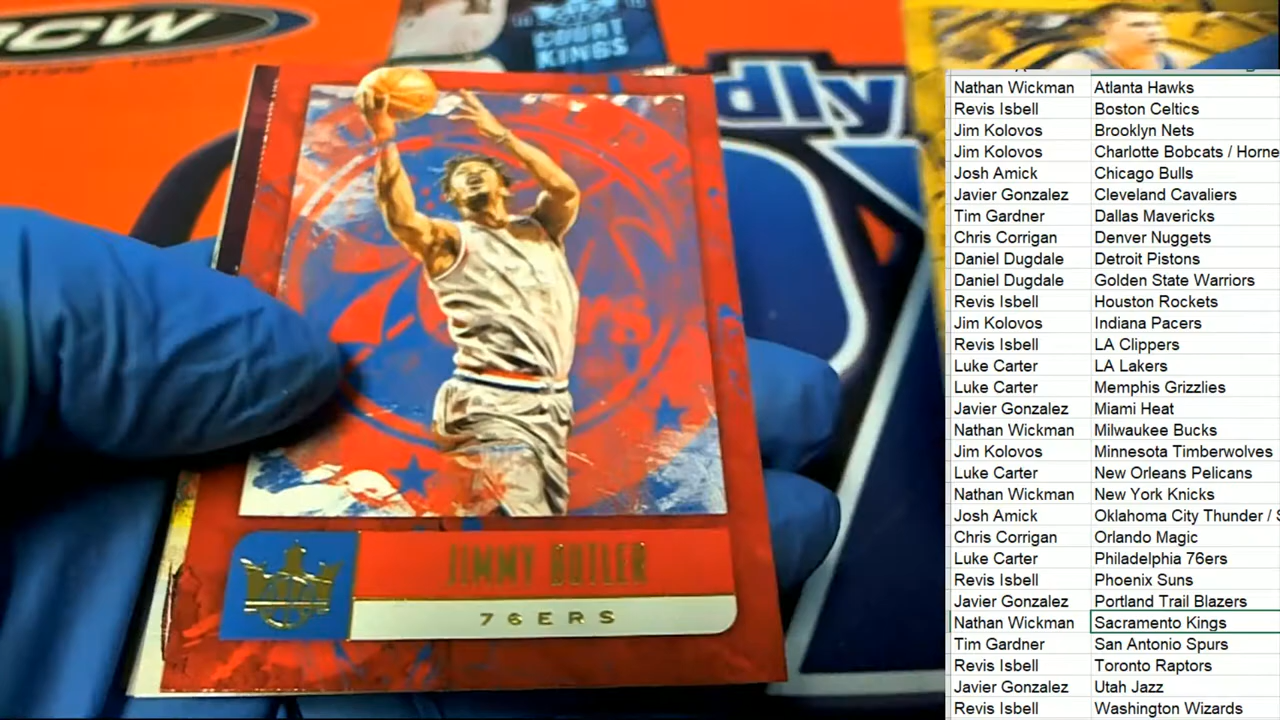 CW
COURT
KINGS
dly
JIMMY BUTLER
76ERS
Nathan Wickman Atlanta Hawks
Revis Isbell Boston Celtics
Jim Kolovos Brooklyn Nets
Jim Kolovos Charlotte Bobcats / Horne
Josh Amick Chicago Bulls
Javier Gonzalez Cleveland Cavaliers
Tim Gardner Dallas Mavericks
Chris Corrigan Denver Nuggets
Daniel Dugdale Detroit Pistons
Daniel Dugdale Golden State Warriors
Revis Isbell Houston Rockets
Jim Kolovos Indiana Pacers
Revis Isbell LA Clippers
Luke Carter LA Lakers
Luke Carter Memphis Grizzlies
Javier Gonzalez Miami Heat
Nathan Wickman Milwaukee Bucks
Jim Kolovos Minnesota Timberwolves
Luke Carter New Orleans Pelicans
Nathan Wickman New York Knicks
Josh Amick Oklahoma City Thunder / S
Chris Corrigan Orlando Magic
Luke Carter Philadelphia 76ers
Revis Isbell Phoenix Suns
Javier Gonzalez Portland Trail Blazers
Nathan Wickman Sacramento Kings
Tim Gardner San Antonio Spurs
Revis Isbell Toronto Raptors
Javier Gonzalez Utah Jazz
Revis Isbell Washington Wizards